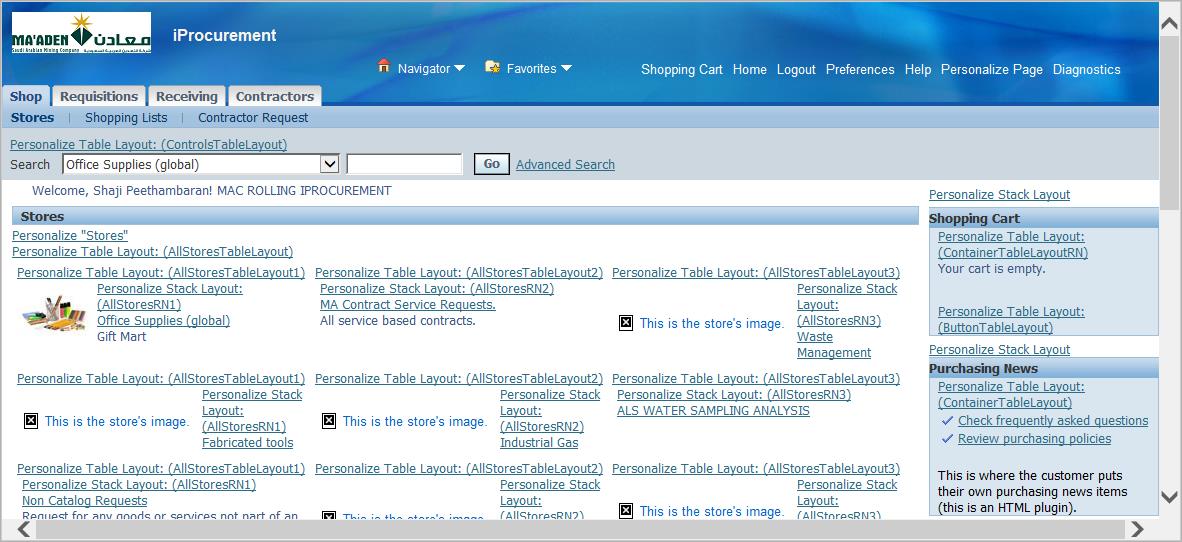 MA'ADEN معادن
Saudi Arabian Mining Company
iProcurement
Navigator Favorites Shopping Cart Home Logout Preferences Help Personalize Page Diagnostics
Shop Requisitions Receiving Contractors
Stores | Shopping Lists | Contractor Request
Personalize Table Layout: (ControlsTableLayout)
Search Office Supplies (global) Go Advanced Search
Welcome, Shaji Peethambaran! MAC ROLLING IPROCUREMENT
Stores
Personalize "Stores"
Personalize Table Layout: (AllStoresTableLayout)
Personalize Table Layout: (AllStoresTableLayout1)
Personalize Stack Layout:
(AllStoresRN1)
Office Supplies (global)
Gift Mart
Personalize Table Layout: (AllStoresTableLayout2)
Personalize Stack Layout: (AllStoresRN2)
MA Contract Service Requests.
All service based contracts.
Personalize Table Layout: (AllStoresTableLayout3)
This is the store's image.
Personalize Stack
Layout:
(AllStoresRN3)
Waste
Management
Personalize Table Layout: (AllStoresTableLayout1)
This is the store's image.
Personalize Stack
Layout:
(AllStoresRN1)
Fabricated tools
Personalize Table Layout: (AllStoresTableLayout2)
This is the store's image.
Personalize Stack
Layout:
(AllStoresRN2)
Industrial Gas
Personalize Table Layout: (AllStoresTableLayout3)
Personalize Stack Layout: (AllStoresRN3)
ALS WATER SAMPLING ANALYSIS
Personalize Table Layout: (AllStoresTableLayout1)
Personalize Stack Layout: (AllStoresRN1)
Non Catalog Requests
Request for any goods or services not part of an
Personalize Table Layout: (AllStoresTableLayout2)
This is the store's image.
Personalize Stack
Layout:
(AllStoresRN2)
Personalize Table Layout: (AllStoresTableLayout3)
This is the store's image.
Personalize Stack
Layout:
(AllStoresRN3)
Personalize Stack Layout
Shopping Cart
Personalize Table Layout:
(ContainerTableLayoutRN)
Your cart is empty.
Personalize Table Layout:
(ButtonTableLayout)
Personalize Stack Layout
Purchasing News
Personalize Table Layout:
(ContainerTableLayout)
Check frequently asked questions
Review purchasing policies
This is where the customer puts
their own purchasing news items
(this is an HTML plugin).